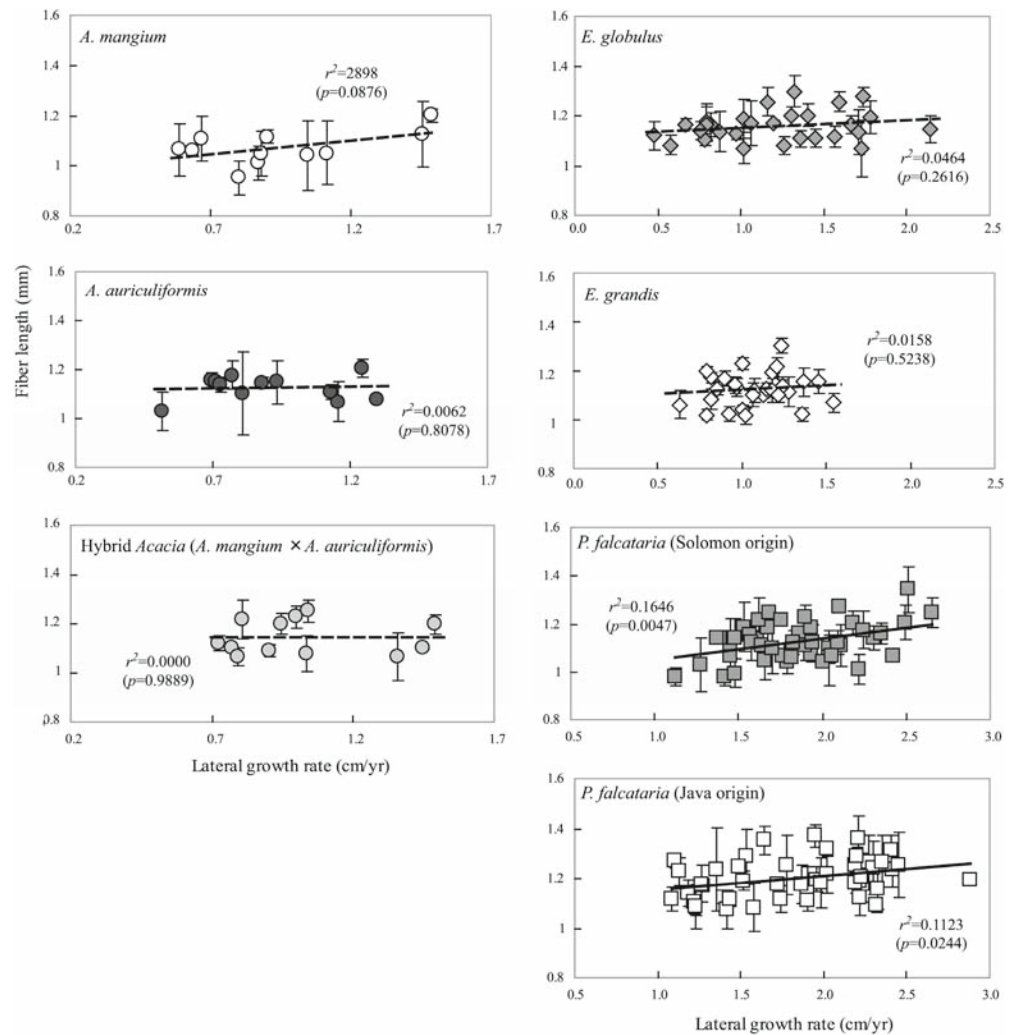 A. mangium
r²=2898
(p=0.0876)
1.6
1.4
1.2
1
0.8
0.2
0.7
1.2
1.7
A. auriculiformis
r²=0.0062
(p=0.8078)
1.6
1.4
1.2
1
0.8
0.2
0.7
1.2
1.7
Fiber length (mm)
Hybrid Acacia (A. mangium × A. auriculiformis)
r²=0.0000
(p=0.9889)
1.6
1.4
1.2
1
0.8
0.2
0.7
1.2
1.7
Lateral growth rate (cm/yr)
E. globulus
r²=0.0464
(p=0.2616)
1.6
1.4
1.2
1
0.8
0.0
0.5
1.0
1.5
2.0
2.5
E. grandis
r²=0.0158
(p=0.5238)
1.6
1.4
1.2
1
0.8
0.0
0.5
1.0
1.5
2.0
2.5
P. falcataria (Solomon origin)
r²=0.1646
(p=0.0047)
1.6
1.4
1.2
1
0.8
0.5
1.0
1.5
2.0
2.5
3.0
P. falcataria (Java origin)
r²=0.1123
(p=0.0244)
1.6
1.4
1.2
1
0.8
0.5
1.0
1.5
2.0
2.5
3.0
Lateral growth rate (cm/yr)